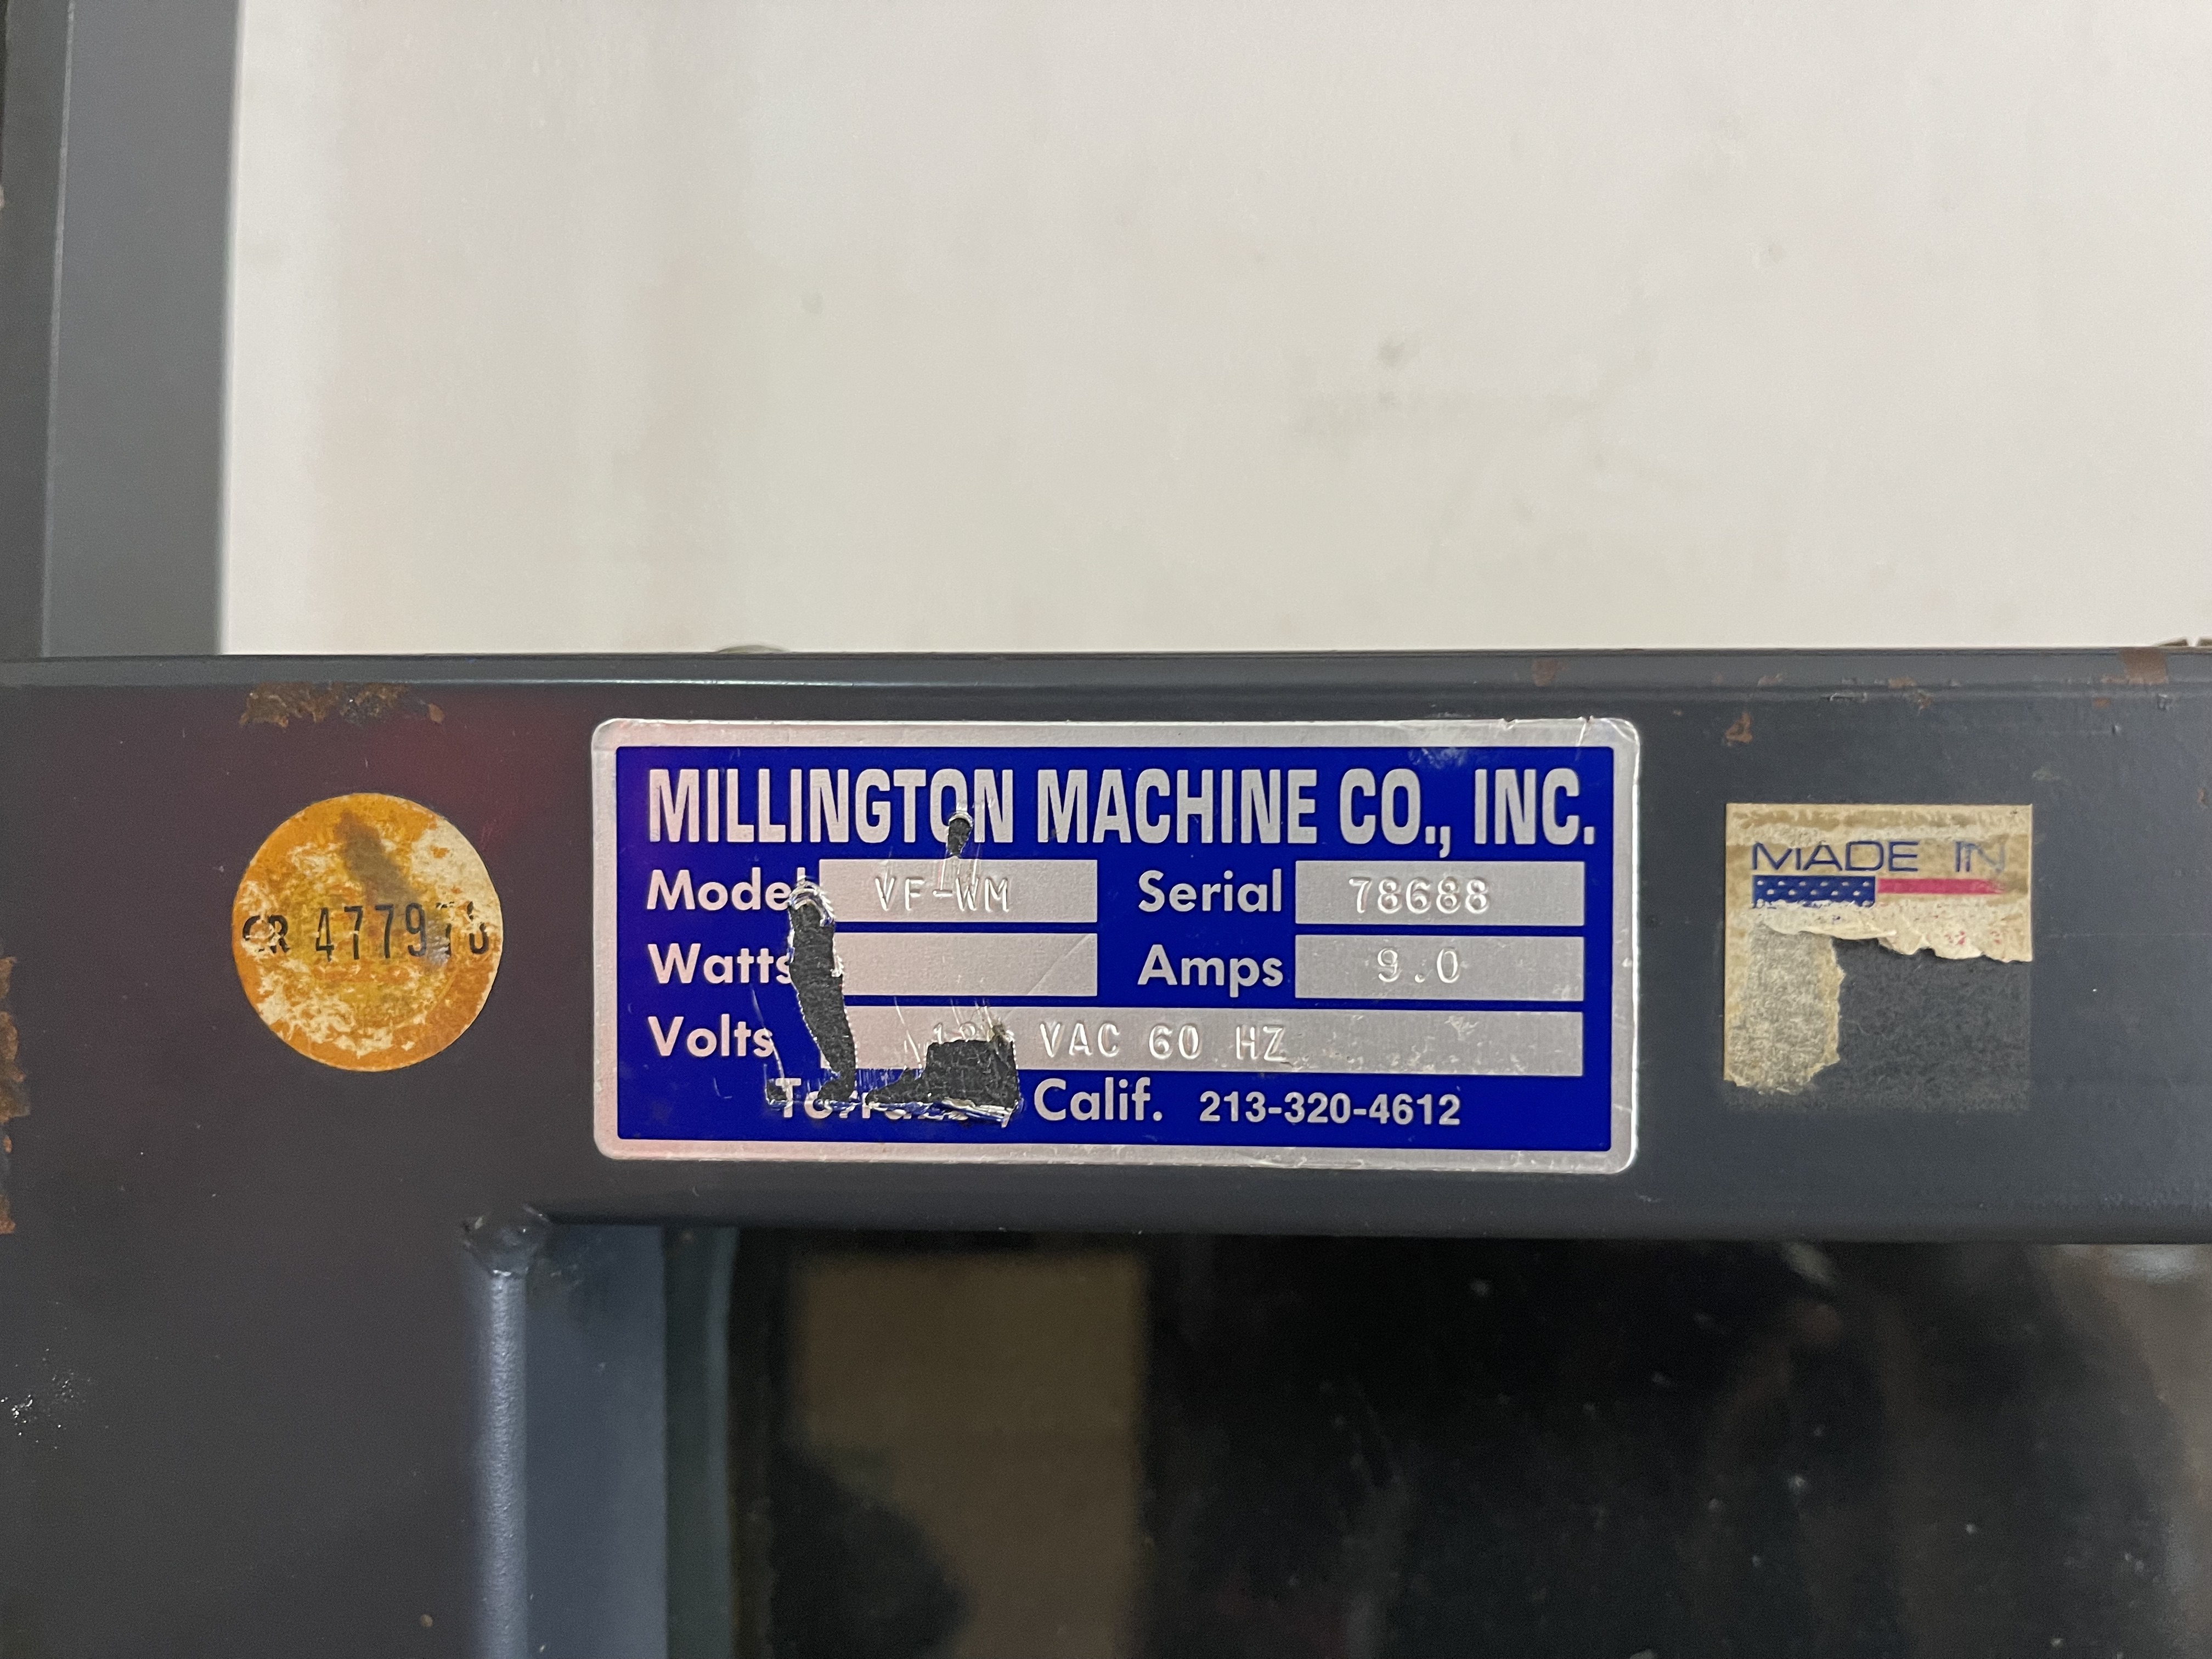 MILLINGTON MACHINE CO., INC.
Model VF-WM Serial 78688
Watts Amps 9.0
Volts VAC 60 HZ
Calif. 213-320-4612
CR
MADE IN